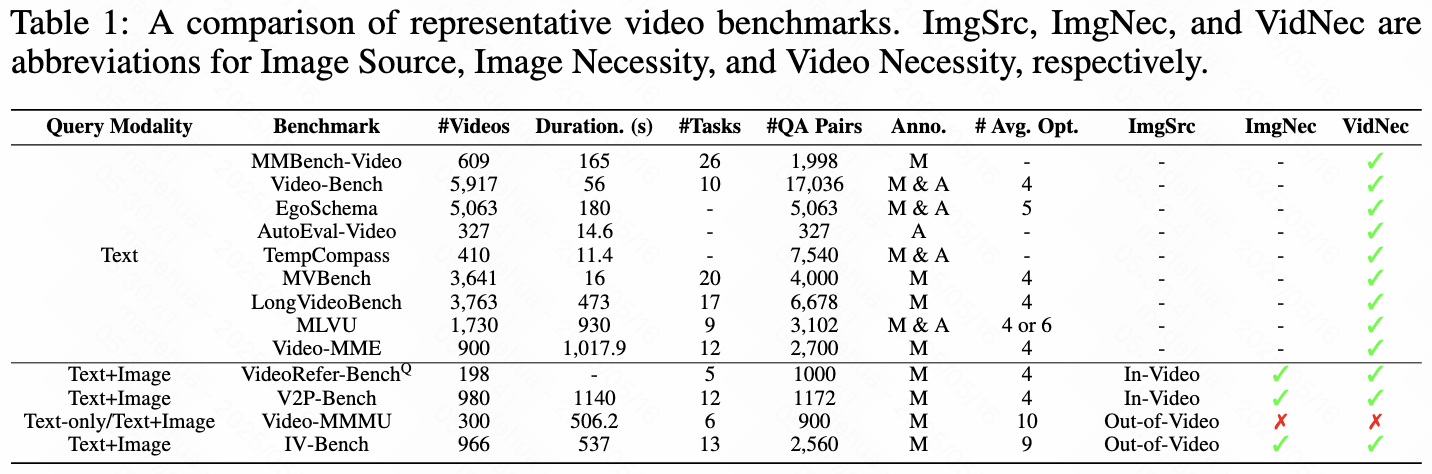 Table 1: A comparison of representative video benchmarks. ImgSrc, ImgNec, and VidNec are
abbreviations for Image Source, Image Necessity, and Video Necessity, respectively.
Query Modality Benchmark #Videos Duration. (s) #Tasks #QA Pairs Anno. # Avg. Opt. ImgSrc ImgNec VidNec
MMBench-Video 609 165 26 1,998 M - - - ✓
Video-Bench 5,917 56 10 17,036 M & A 4 - - ✓
EgoSchema 5,063 180 - 5,063 M & A 5 - - ✓
AutoEval-Video 327 14.6 - 327 A - - - ✓
Text TempCompass 410 11.4 - 7,540 M & A - - - ✓
MVBench 3,641 16 20 4,000 M 4 - - ✓
LongVideoBench 3,763 473 17 6,678 M 4 - - ✓
MLVU 1,730 930 9 3,102 M & A 4 or 6 - - ✓
Video-MME 900 1,017.9 12 2,700 M 4 - - ✓
Text+Image VideoRefer-Bench^Q 198 - 5 1000 M 4 In-Video ✓ ✓
Text+Image V2P-Bench 980 1140 12 1172 M 4 In-Video ✓ ✓
Text-only/Text+Image Video-MMMU 300 506.2 6 900 M 10 Out-of-Video ✗ ✗
Text+Image IV-Bench 966 537 13 2,560 M 9 Out-of-Video ✓ ✓